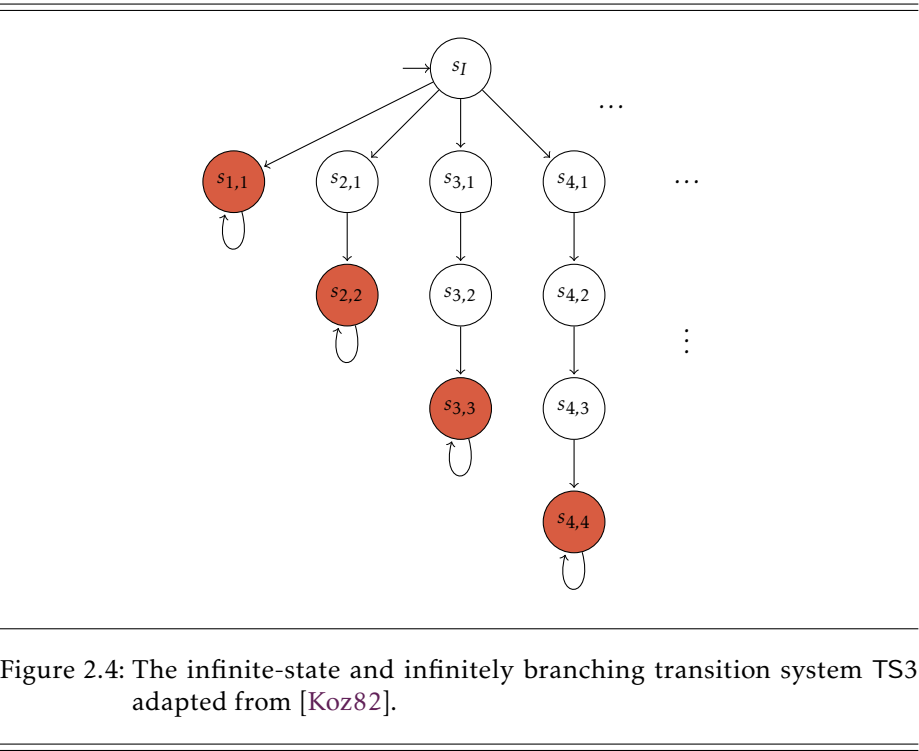 s_I
…
s_{1,1} s_{2,1} s_{3,1} s_{4,1} …
s_{2,2} s_{3,2} s_{4,2}
⋮
s_{3,3} s_{4,3}
s_{4,4}
Figure 2.4: The infinite-state and infinitely branching transition system TS3
adapted from [Koz82].